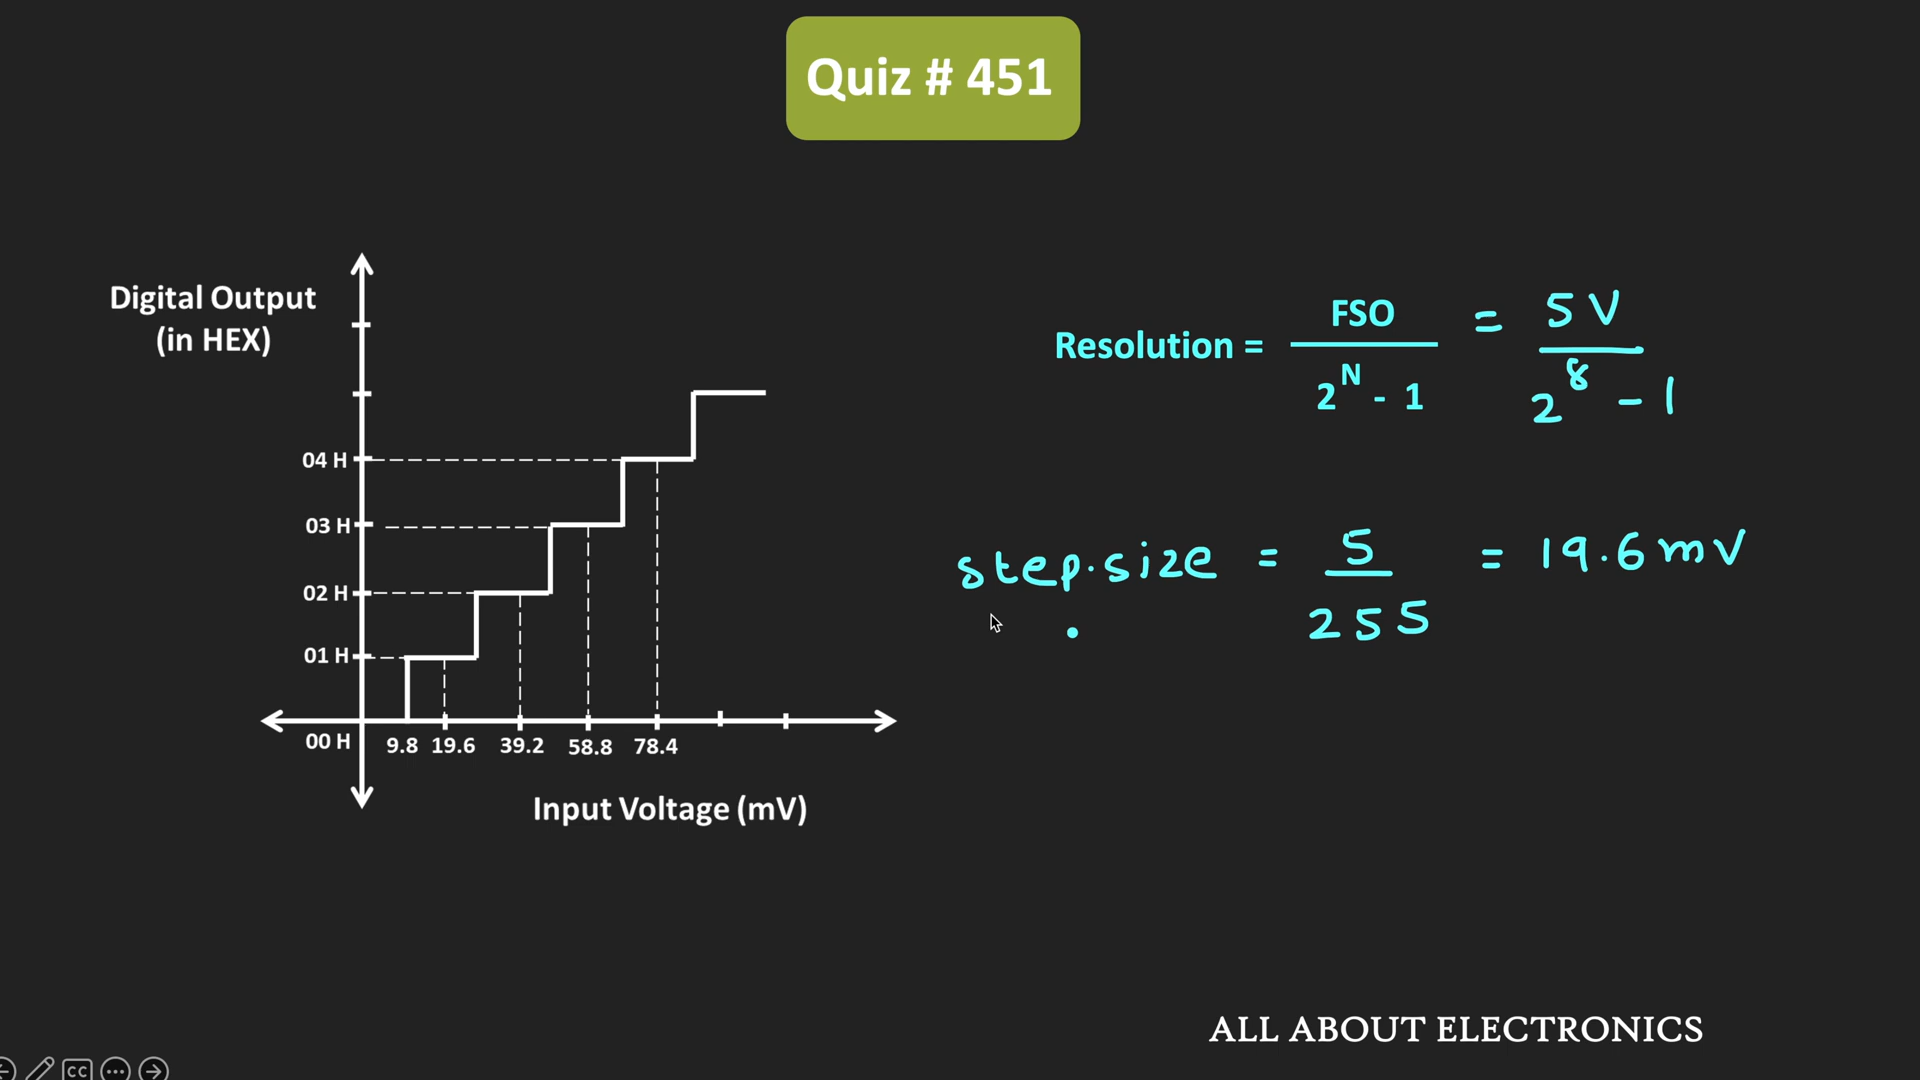 Quiz # 451
Digital Output
(in HEX)
04 H
03 H
02 H
01 H
00 H
9.8 19.6 39.2 58.8 78.4
Input Voltage (mV)
Resolution = FSO / 2^N - 1 = 5V / 2^8 - 1
step.size = 5 / 255 = 19.6 mV
ALL ABOUT ELECTRONICS
CC